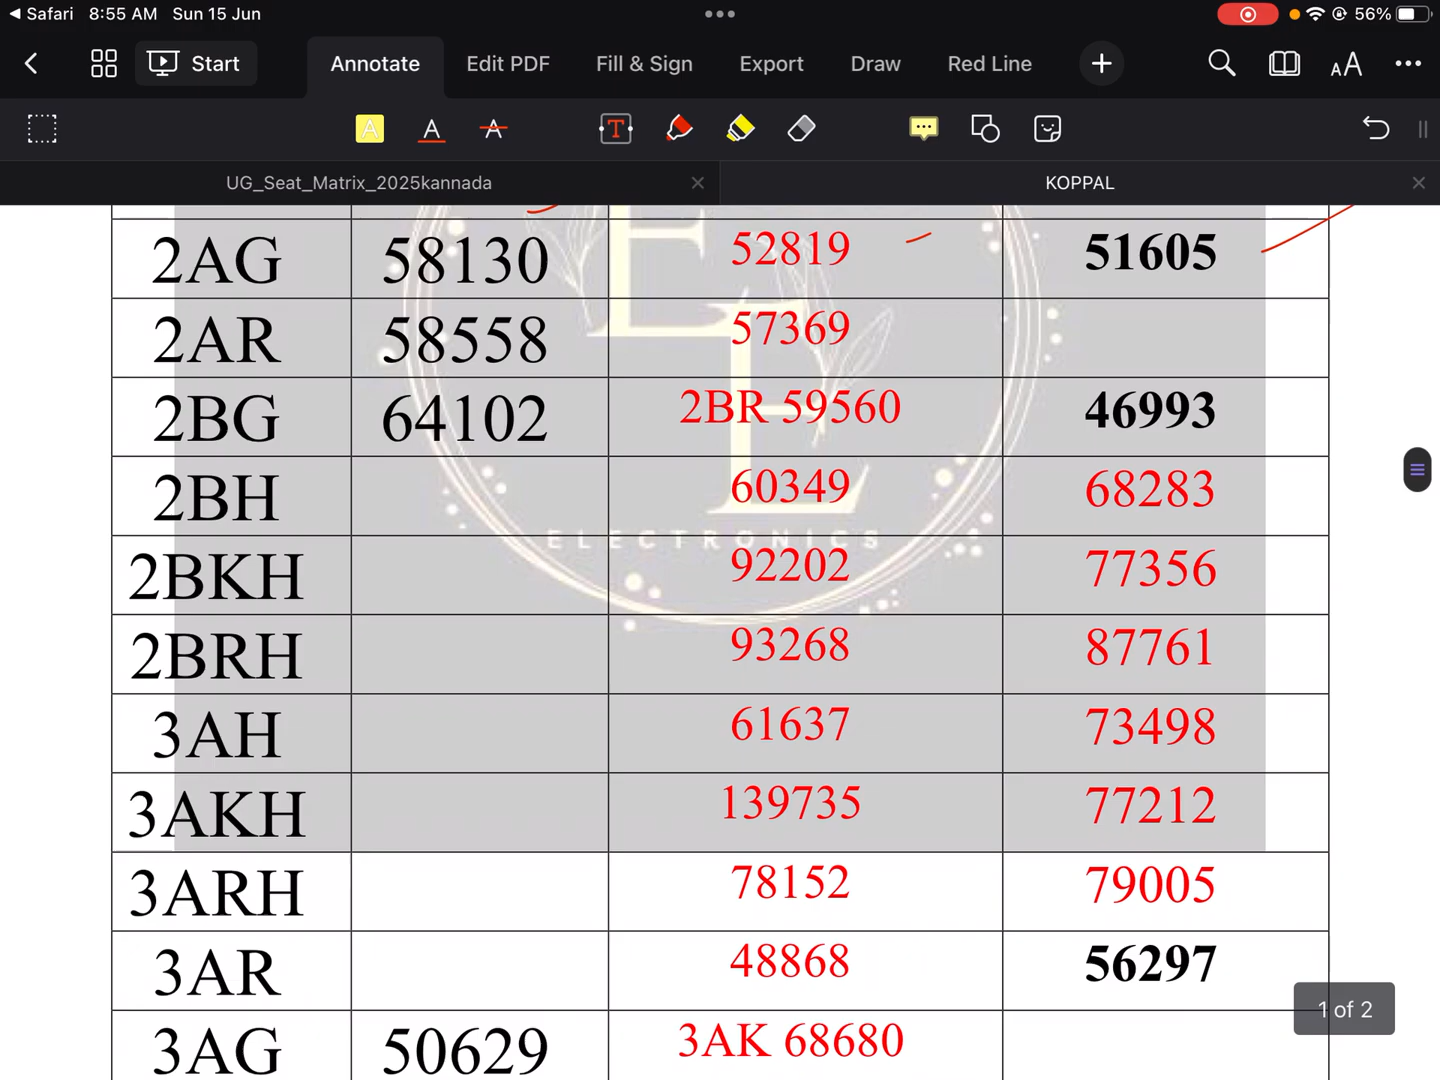 Safari 8:55 AM Sun 15 Jun 56%
Start Annotate Edit PDF Fill & Sign Export Draw Red Line
UG_Seat_Matrix_2025kannada KOPPAL
2AG 58130 52819 51605
2AR 58558 57369
2BG 64102 2BR 59560 46993
2BH 60349 68283
ELECTRONICS
2BKH 92202 77356
2BRH 93268 87761
3AH 61637 73498
3AKH 139735 77212
3ARH 78152 79005
3AR 48868 56297
1 of 2
3AG 50629 3AK 68680